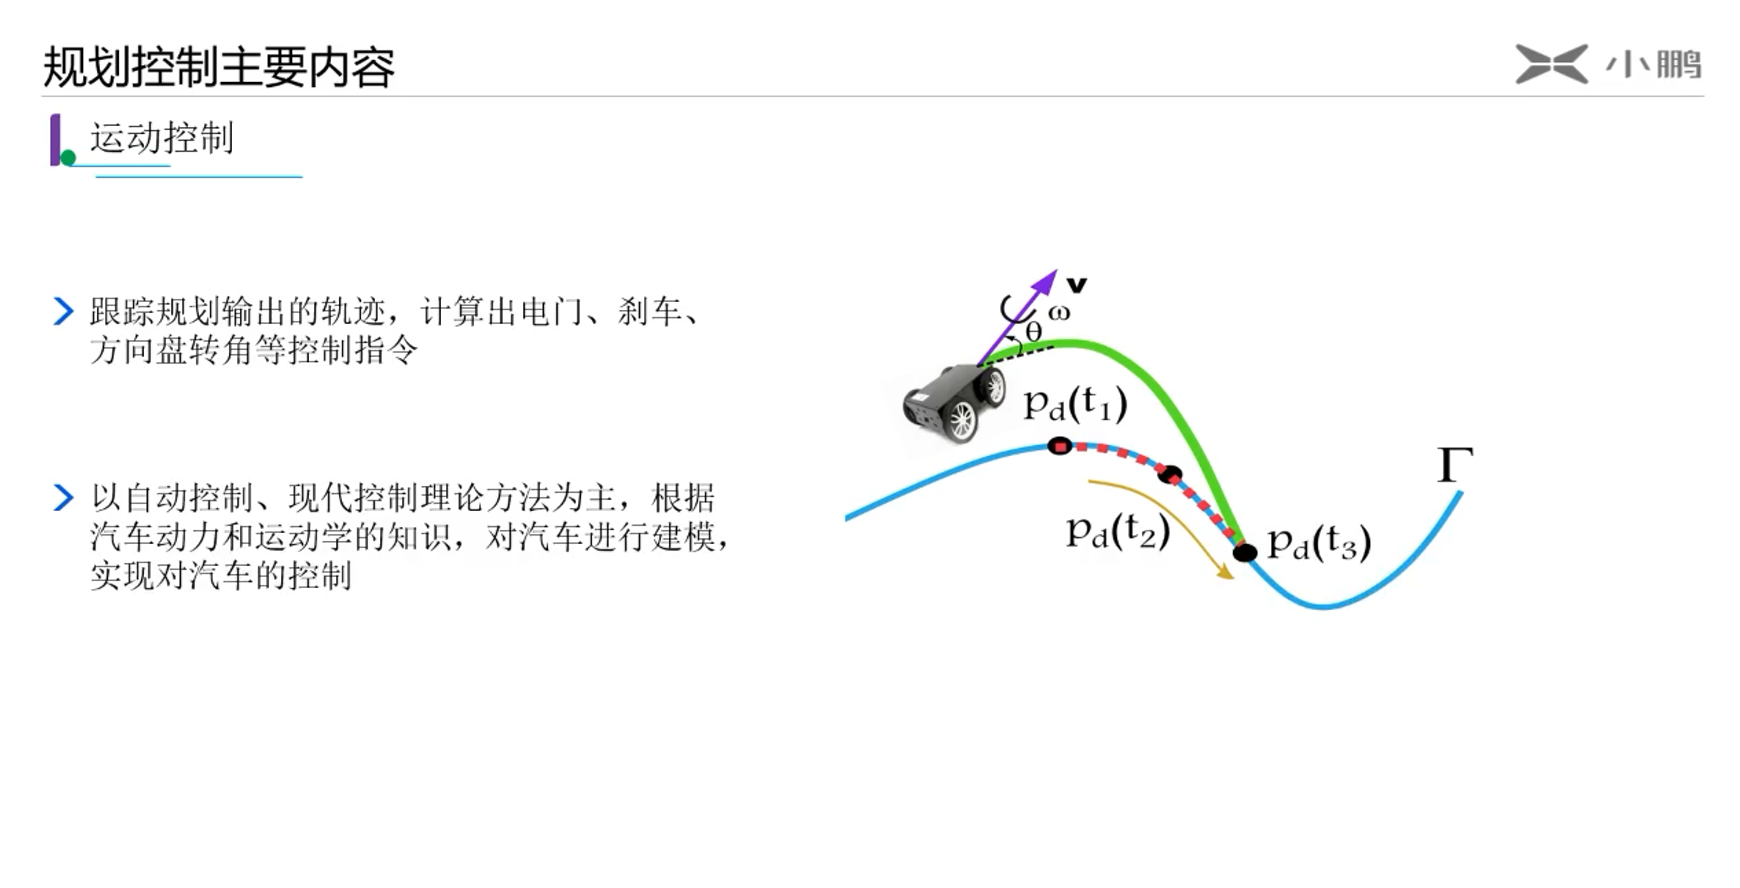 规划控制主要内容
小鹏
运动控制
跟踪规划输出的轨迹，计算出电门、刹车、
方向盘转角等控制指令
以自动控制、现代控制理论方法为主，根据
汽车动力和运动学的知识，对汽车进行建模，
实现对汽车的控制
v
ω
θ
p_d(t_1)
Γ
p_d(t_2)
p_d(t_3)